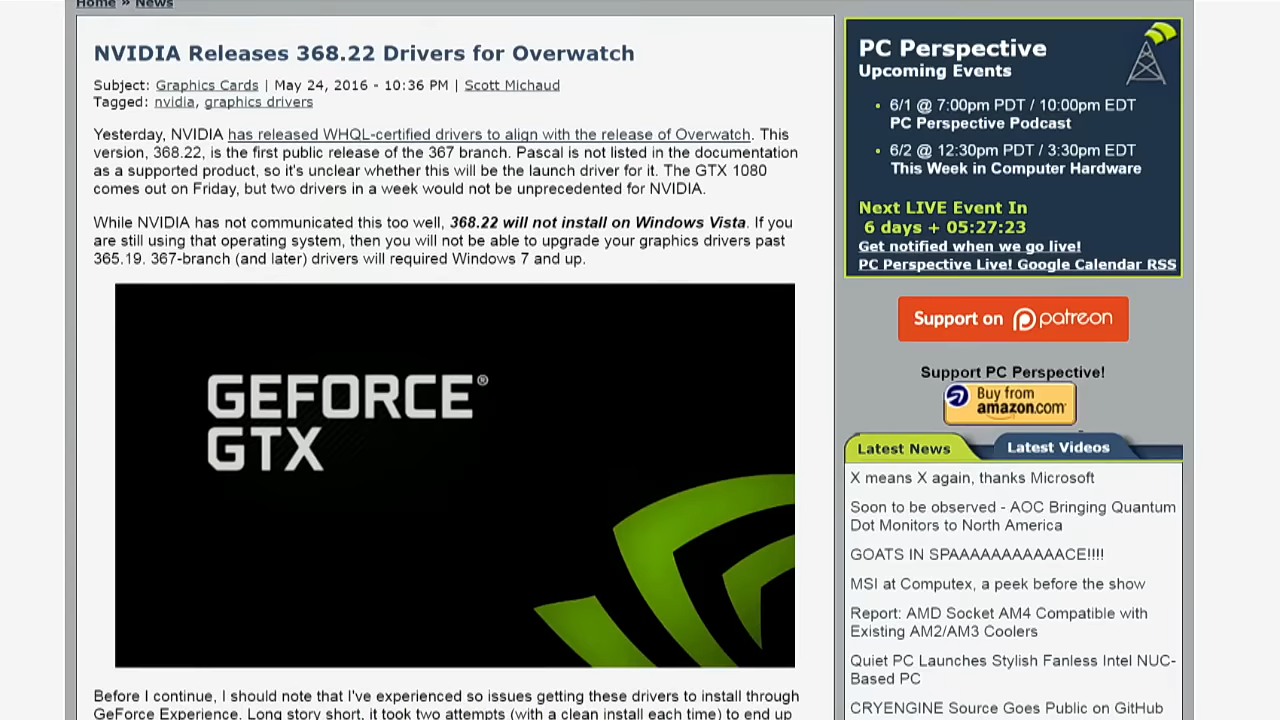 Home » News
NVIDIA Releases 368.22 Drivers for Overwatch
Subject: Graphics Cards | May 24, 2016 - 10:36 PM | Scott Michaud
Tagged: nvidia, graphics drivers
Yesterday, NVIDIA has released WHQL-certified drivers to align with the release of Overwatch. This
version, 368.22, is the first public release of the 367 branch. Pascal is not listed in the documentation
as a supported product, so it's unclear whether this will be the launch driver for it. The GTX 1080
comes out on Friday, but two drivers in a week would not be unprecedented for NVIDIA.
While NVIDIA has not communicated this too well, 368.22 will not install on Windows Vista. If you
are still using that operating system, then you will not be able to upgrade your graphics drivers past
365.19. 367-branch (and later) drivers will required Windows 7 and up.
GEFORCE®
GTX
Before I continue, I should note that I've experienced so issues getting these drivers to install through
GeForce Experience. Long story short, it took two attempts (with a clean install each time) to end up
PC Perspective
Upcoming Events
• 6/1 @ 7:00pm PDT / 10:00pm EDT
PC Perspective Podcast
• 6/2 @ 12:30pm PDT / 3:30pm EDT
This Week in Computer Hardware
Next LIVE Event In
6 days + 05:27:23
Get notified when we go live!
PC Perspective Live! Google Calendar RSS
Support on patreon
Support PC Perspective!
Buy from
amazon.com
Latest News
Latest Videos
X means X again, thanks Microsoft
Soon to be observed - AOC Bringing Quantum
Dot Monitors to North America
GOATS IN SPAAAAAAAAAAACE!!!!
MSI at Computex, a peek before the show
Report: AMD Socket AM4 Compatible with
Existing AM2/AM3 Coolers
Quiet PC Launches Stylish Fanless Intel NUC-
Based PC
CRYENGINE Source Goes Public on GitHub